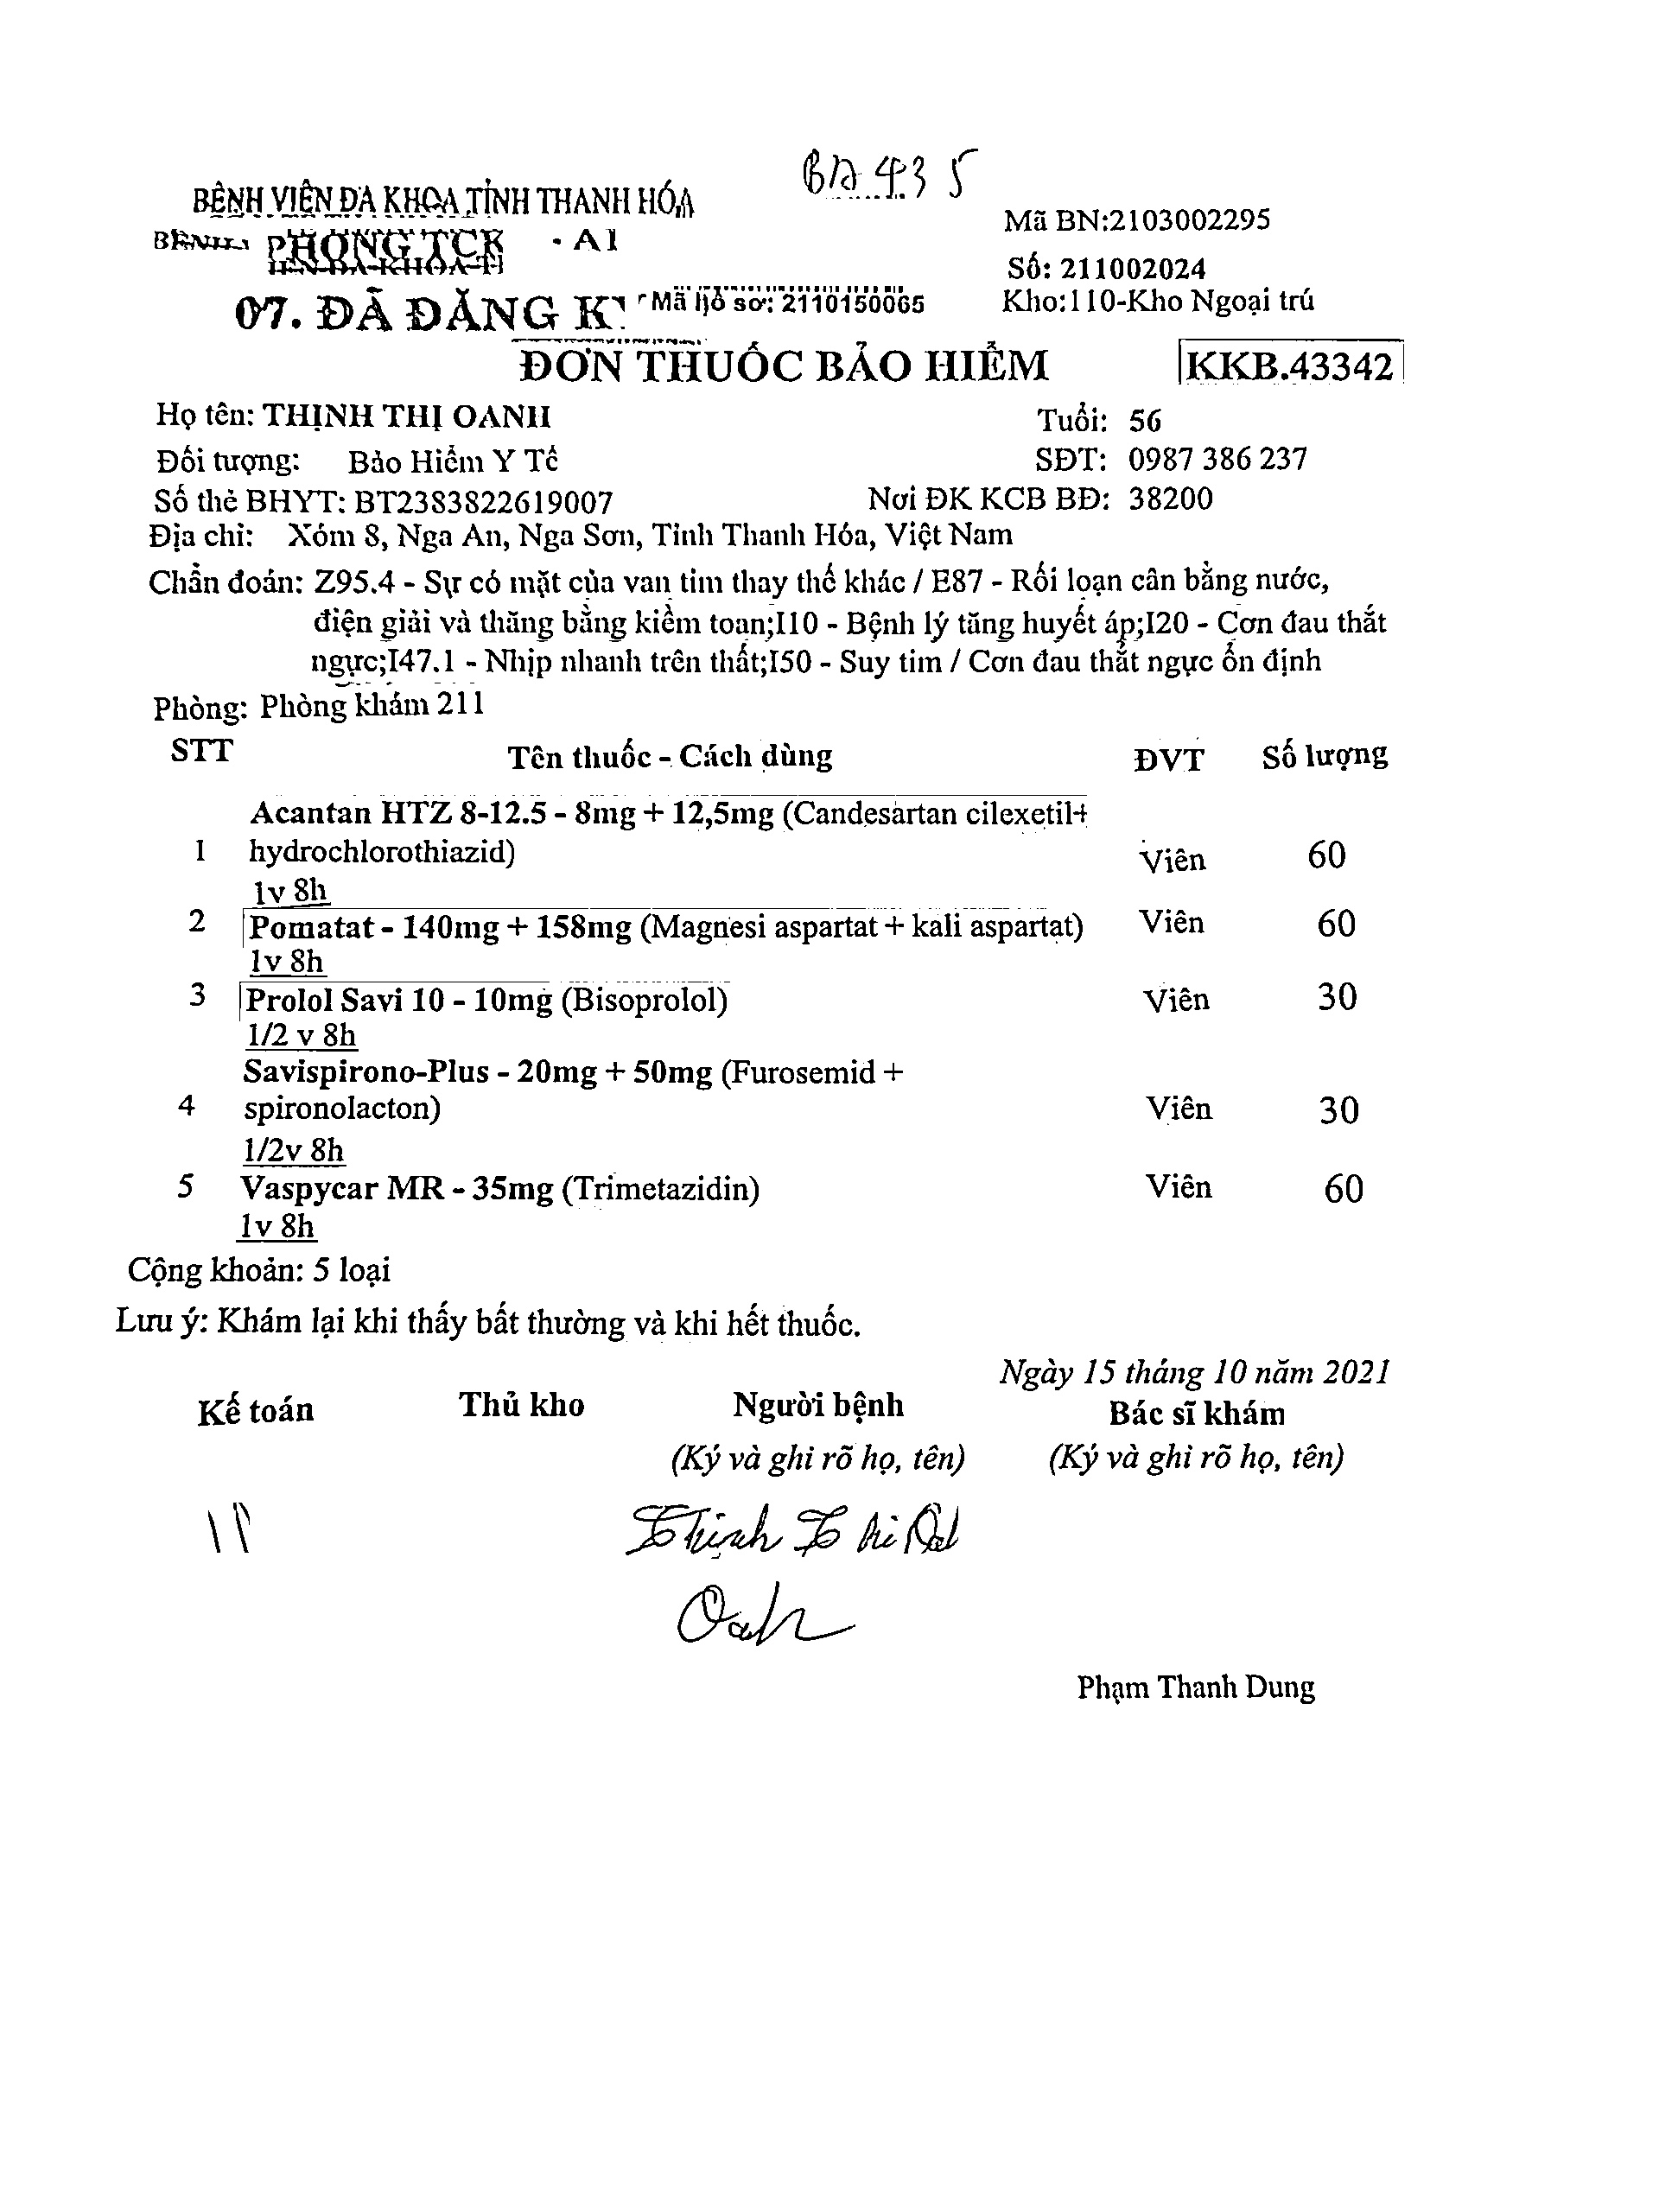 BA 435
BỆNH VIỆN ĐA KHOA TỈNH THANH HÓA
Mã BN:2103002295
PHÒNG TCK - A1
Số: 211002024
07. ĐÃ ĐĂNG K
Mã hồ sơ: 2110150065
Kho:110-Kho Ngoại trú
ĐƠN THUỐC BẢO HIỂM
KKB.43342
Họ tên: THỊNH THỊ OANH
Tuổi: 56
Đối tượng: Bảo Hiểm Y Tế
SĐT: 0987 386 237
Số thẻ BHYT: BT2383822619007
Nơi ĐK KCB BĐ: 38200
Địa chỉ: Xóm 8, Nga An, Nga Sơn, Tỉnh Thanh Hóa, Việt Nam
Chẩn đoán: Z95.4 - Sự có mặt của van tim thay thế khác / E87 - Rối loạn cân bằng nước,
điện giải và thăng bằng kiềm toan;I10 - Bệnh lý tăng huyết áp;I20 - Cơn đau thắt
ngực;I47.1 - Nhịp nhanh trên thất;I50 - Suy tim / Cơn đau thắt ngực ổn định
Phòng: Phòng khám 211
STT Tên thuốc - Cách dùng ĐVT Số lượng
Acantan HTZ 8-12.5 - 8mg + 12,5mg (Candesartan cilexetil+
1 hydrochlorothiazid) Viên 60
1v 8h
2 Pomatat - 140mg + 158mg (Magnesi aspartat + kali aspartat) Viên 60
1v 8h
3 Prolol Savi 10 - 10mg (Bisoprolol) Viên 30
1/2 v 8h
Savispirono-Plus - 20mg + 50mg (Furosemid +
4 spironolacton) Viên 30
1/2v 8h
5 Vaspycar MR - 35mg (Trimetazidin) Viên 60
1v 8h
Cộng khoản: 5 loại
Lưu ý: Khám lại khi thấy bất thường và khi hết thuốc.
Ngày 15 tháng 10 năm 2021
Kế toán Thủ kho Người bệnh Bác sĩ khám
(Ký và ghi rõ họ, tên) (Ký và ghi rõ họ, tên)
Thịnh Thi
Oanh
Phạm Thanh Dung